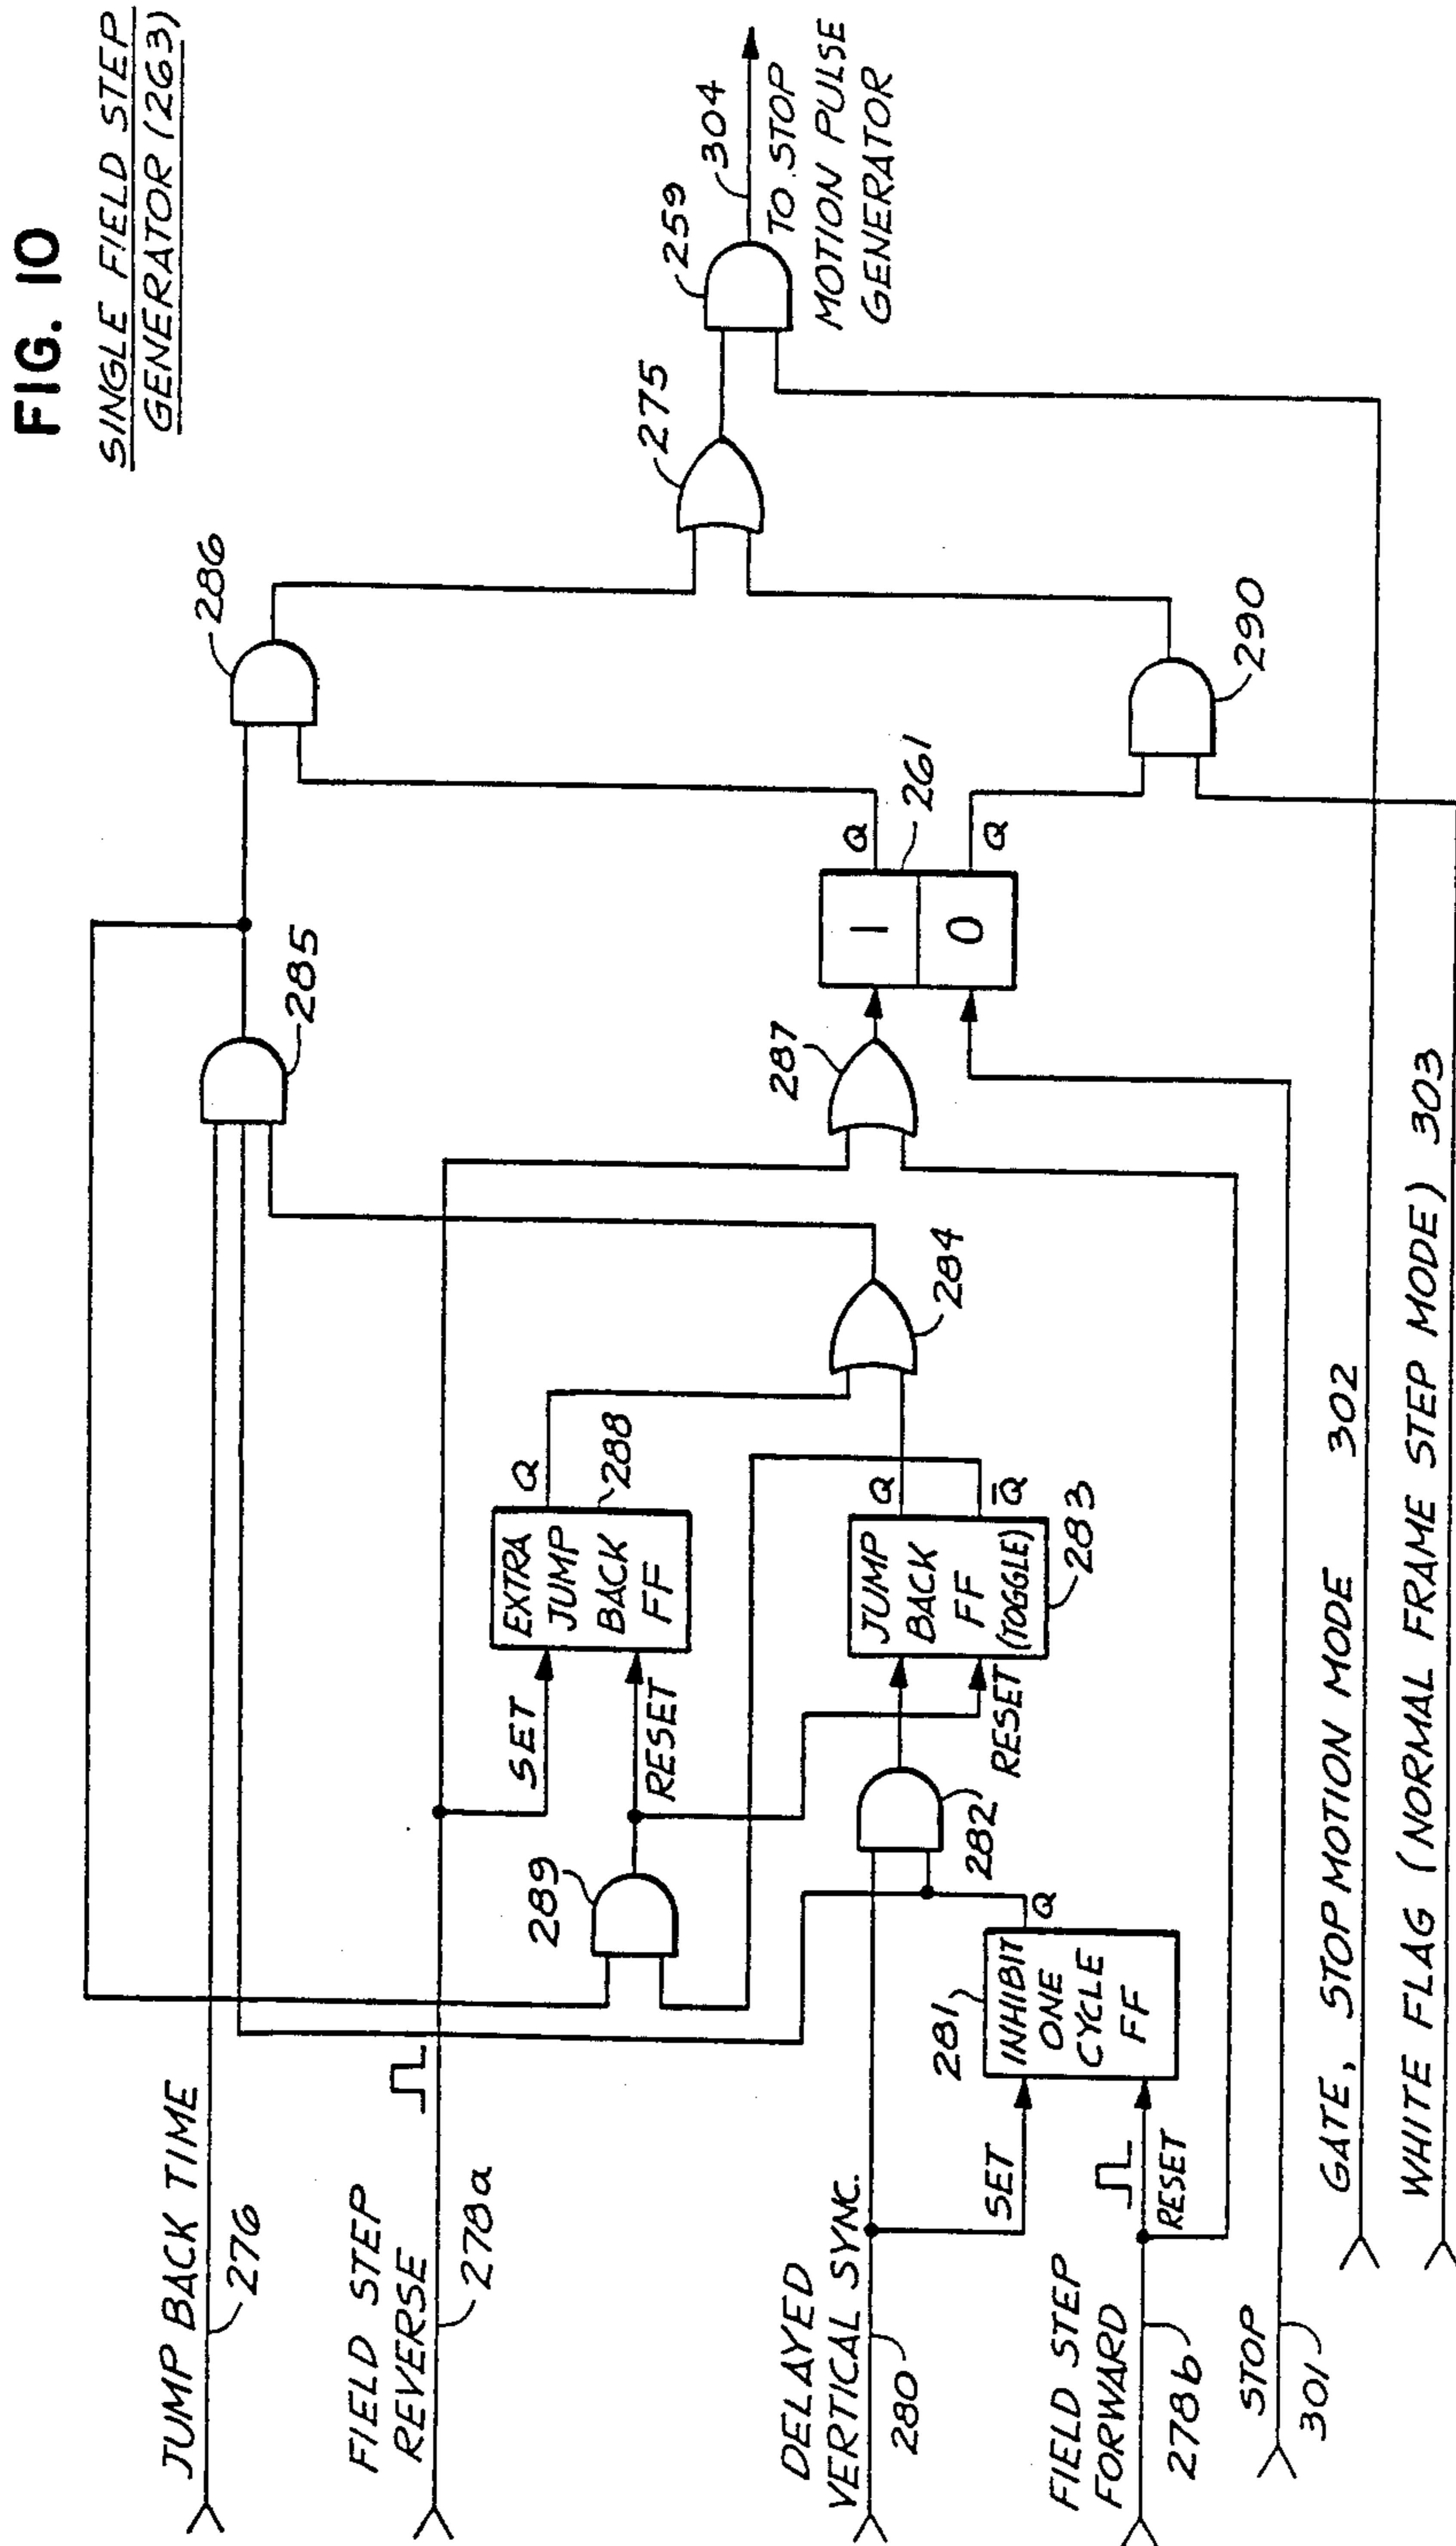 FIG. 10
SINGLE FIELD STEP
GENERATOR (263)
JUMP BACK TIME
276
FIELD STEP
REVERSE
278a
DELAYED
VERTICAL SYNC.
280
FIELD STEP
FORWARD
278b
STOP
301
GATE, STOP MOTION MODE 302
WHITE FLAG (NORMAL FRAME STEP MODE) 303
SET
RESET
281
INHIBIT
ONE
CYCLE
FF
Q
282
289
SET
RESET
EXTRA
JUMP
BACK
FF
288
Q
JUMP
BACK
FF
(TOGGLE)
RESET
283
Q
Q̅
284
285
287
1
0
261
Q
Q
286
290
275
259
304
TO STOP
MOTION PULSE
GENERATOR